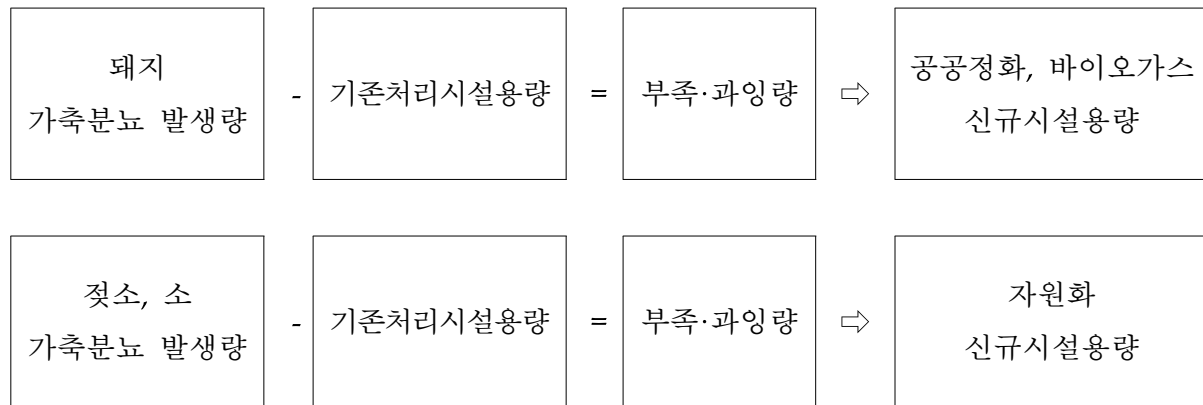 돼지
가축분뇨 발생량
-
기존처리시설용량
=
부족·과잉량
⇨
공공정화, 바이오가스
신규시설용량
젖소, 소
가축분뇨 발생량
-
기존처리시설용량
=
부족·과잉량
⇨
자원화
신규시설용량